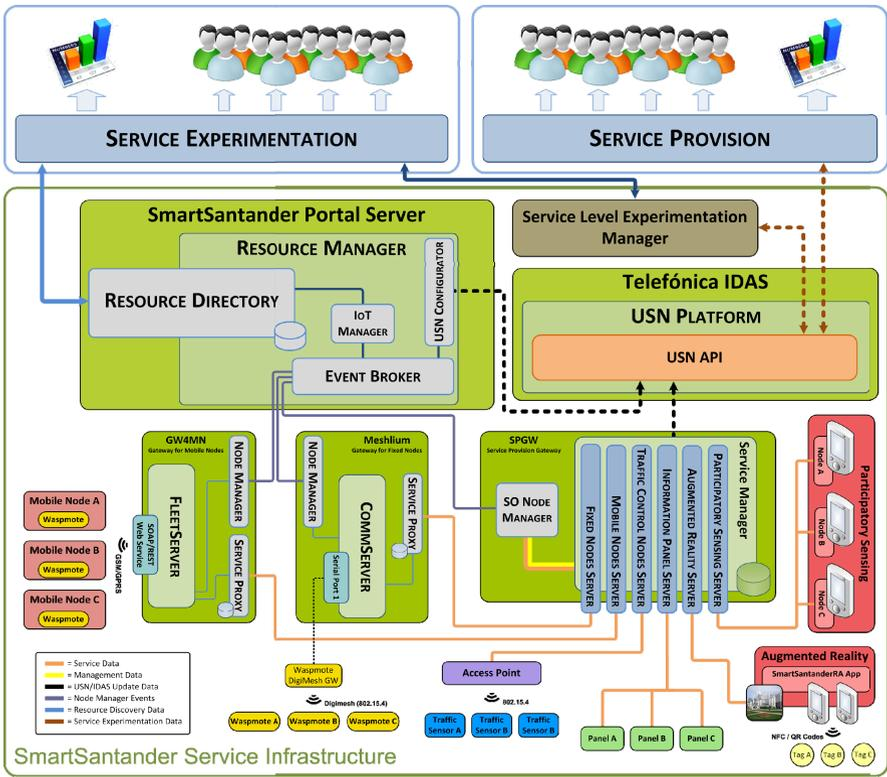 SERVICE EXPERIMENTATION
SERVICE PROVISION
SmartSantander Portal Server
RESOURCE MANAGER
RESOURCE DIRECTORY
IOT
MANAGER
USN CONFIGURATOR
EVENT BROKER
Service Level Experimentation
Manager
Telefónica IDAS
USN PLATFORM
USN API
GW4MN
Gateway for Mobile Nodes
NODE MANAGER
FLEETSERVER
SOAP/REST
Web Service
SERVICE PROXY
Mobile Node A
Waspmote
Mobile Node B
Waspmote
Mobile Node C
Waspmote
GSM/GPRS
Meshlium
Gateway for Fixed Nodes
NODE MANAGER
COMMSERVER
Serial Port 1
SERVICE PROXY
SPGW
Service Provision Gateway
SO NODE
MANAGER
FIXED NODES SERVER
MOBILE NODES SERVER
TRAFFIC CONTROL NODES SERVER
INFORMATION PANEL SERVER
AUGMENTED REALITY SERVER
PARTICIPATORY SENSING SERVER
Service Manager
Node A
Node B
Node C
Participatory Sensing
= Service Data
= Management Data
= USN/IDAS Update Data
= Node Manager Events
= Resource Discovery Data
= Service Experimentation Data
Waspmote
DigiMesh GW
Digimesh (802.15.4)
Waspmote A
Waspmote B
Waspmote C
Access Point
802.15.4
Traffic
Sensor A
Traffic
Sensor B
Traffic
Sensor B
Panel A
Panel B
Panel C
Augmented Reality
SmartSantanderRA App
NFC / QR Codes
Tag A
Tag B
Tag C
SmartSantander Service Infrastructure